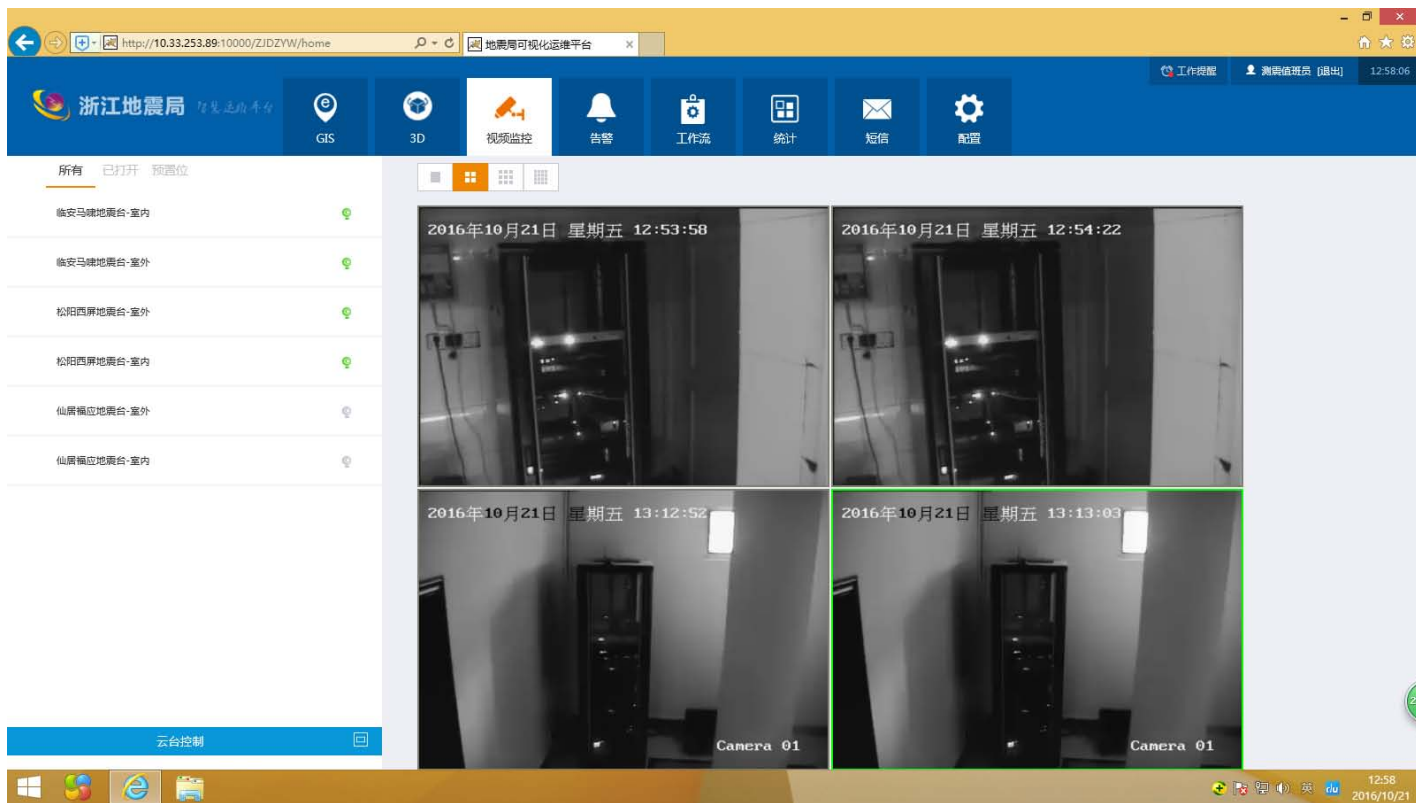 http://10.33.253.89:10000/ZJDZYW/home
地震局可视化运维平台
工作提醒
测震值班员 [退出]
12:58:06
浙江地震局
GIS
3D
视频监控
告警
工作流
统计
短信
配置
所有 已打开 预置位
临安马啸地震台-室内
临安马啸地震台-室外
松阳西屏地震台-室外
松阳西屏地震台-室内
仙居福应地震台-室外
仙居福应地震台-室内
2016年10月21日 星期五 12:53:58
2016年10月21日 星期五 12:54:22
2016年10月21日 星期五 13:12:52
2016年10月21日 星期五 13:13:03
Camera 01
Camera 01
云台控制
英
du
12:58
2016/10/21